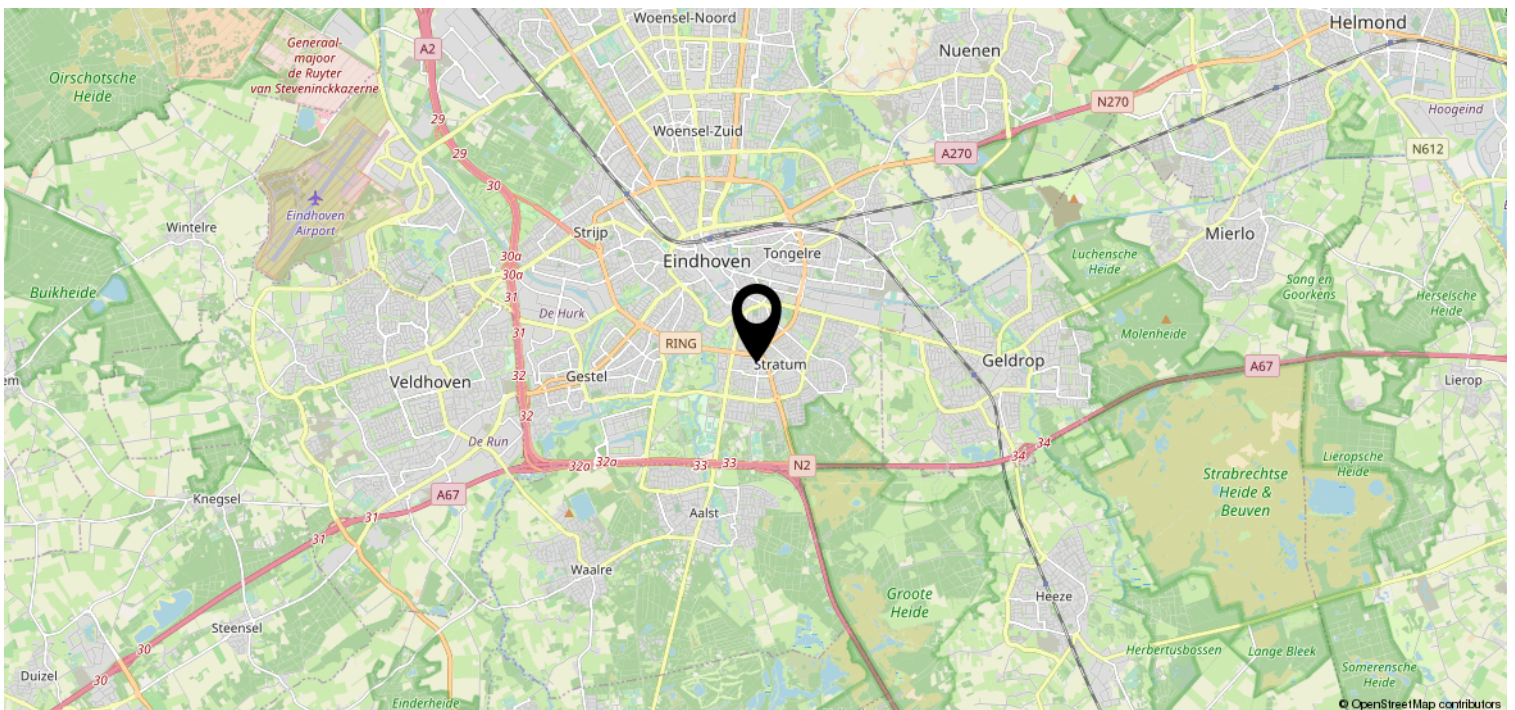 Woensel-Noord
Helmond
A2
Generaal-
majoor
de Ruyter
van Steveninckkazerne
Nuenen
Oirschotsche
Heide
N270
Hoogeind
29
Woensel-Zuid
N612
29
A270
30
Eindhoven
Airport
Wintelre
Strijp
Mierlo
Tongelre
Eindhoven
30a
30a
Luchensche
Heide
Buikheide
31
Sang en
Goorkens
Herselsche
Heide
De Hurk
31
Molenheide
RING
Stratum
Geldrop
A67
32
Gestel
Veldhoven
Lierop
em
32
De Run
34
34
32a
32a
33
33
N2
Lieropsche
Heide
Strabrechtse
Heide &
Beuven
A67
Knegsel
31
31
Aalst
Waalre
Groote
Heide
Heeze
Steensel
30
Herbertusbossen
Lange Bleek
Duizel
30
Somerensche
Heide
Einderheide
© OpenStreetMap contributors